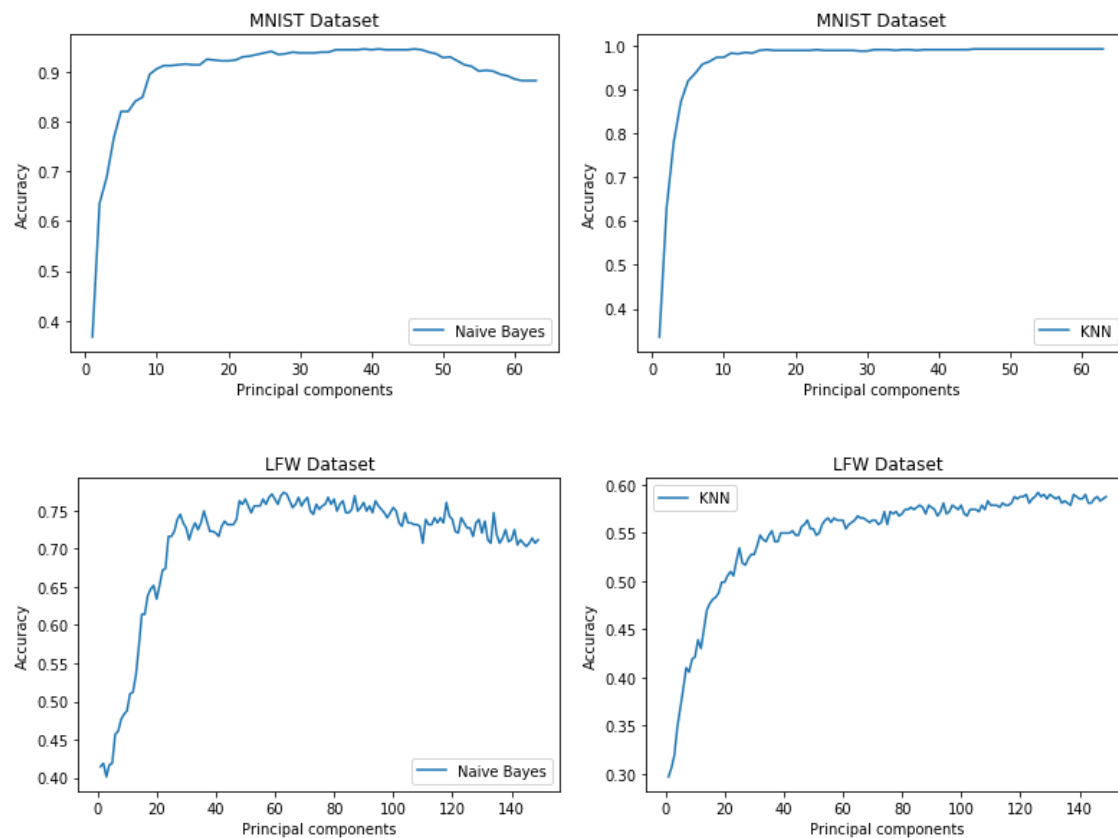 MNIST Dataset
Accuracy
0.9
0.8
0.7
0.6
0.5
0.4
Naive Bayes
0 10 20 30 40 50 60
Principal components
MNIST Dataset
Accuracy
1.0
0.9
0.8
0.7
0.6
0.5
0.4
KNN
0 10 20 30 40 50 60
Principal components
LFW Dataset
Accuracy
0.75
0.70
0.65
0.60
0.55
0.50
0.45
0.40
Naive Bayes
0 20 40 60 80 100 120 140
Principal components
LFW Dataset
KNN
Accuracy
0.60
0.55
0.50
0.45
0.40
0.35
0.30
0 20 40 60 80 100 120 140
Principal components